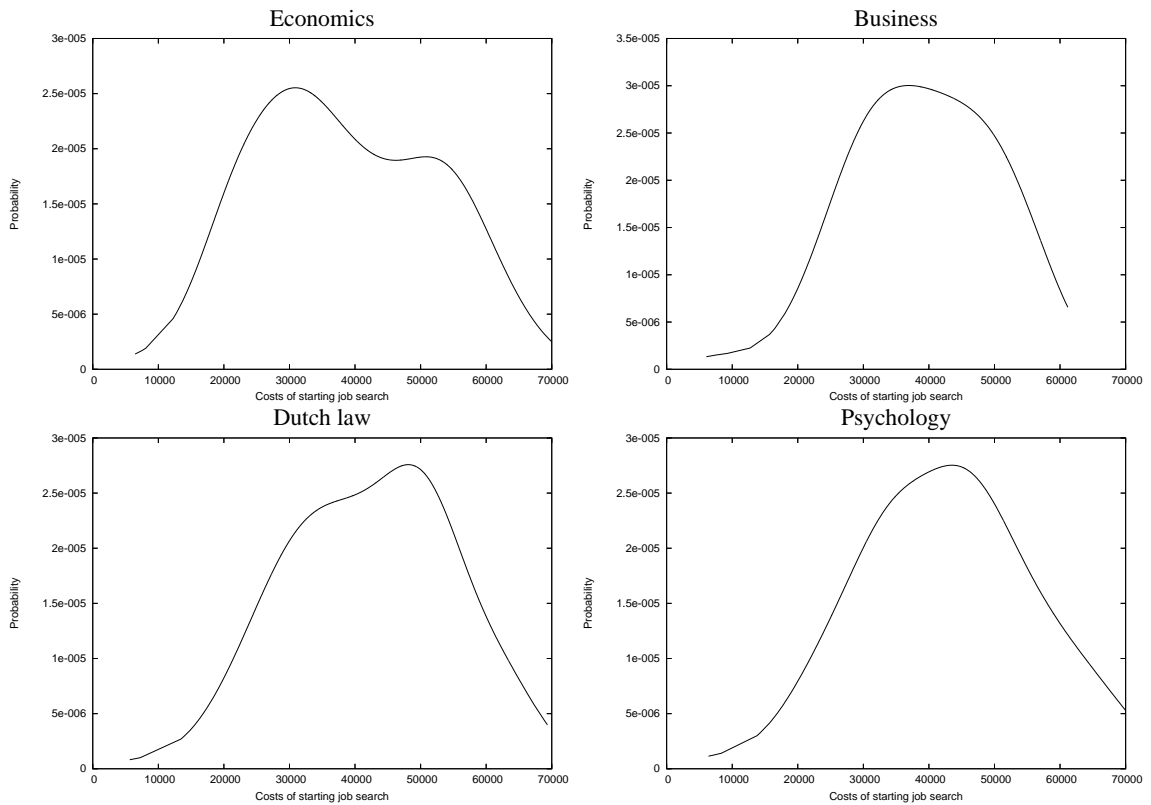 Economics
3e-005
2.5e-005
2e-005
1.5e-005
1e-005
5e-006
0
Probability
0 10000 20000 30000 40000 50000 60000 70000
Costs of starting job search
Business
3.5e-005
3e-005
2.5e-005
2e-005
1.5e-005
1e-005
5e-006
0
Probability
0 10000 20000 30000 40000 50000 60000 70000
Costs of starting job search
Dutch law
3e-005
2.5e-005
2e-005
1.5e-005
1e-005
5e-006
0
Probability
0 10000 20000 30000 40000 50000 60000 70000
Costs of starting job search
Psychology
3e-005
2.5e-005
2e-005
1.5e-005
1e-005
5e-006
0
Probability
0 10000 20000 30000 40000 50000 60000 70000
Costs of starting job search